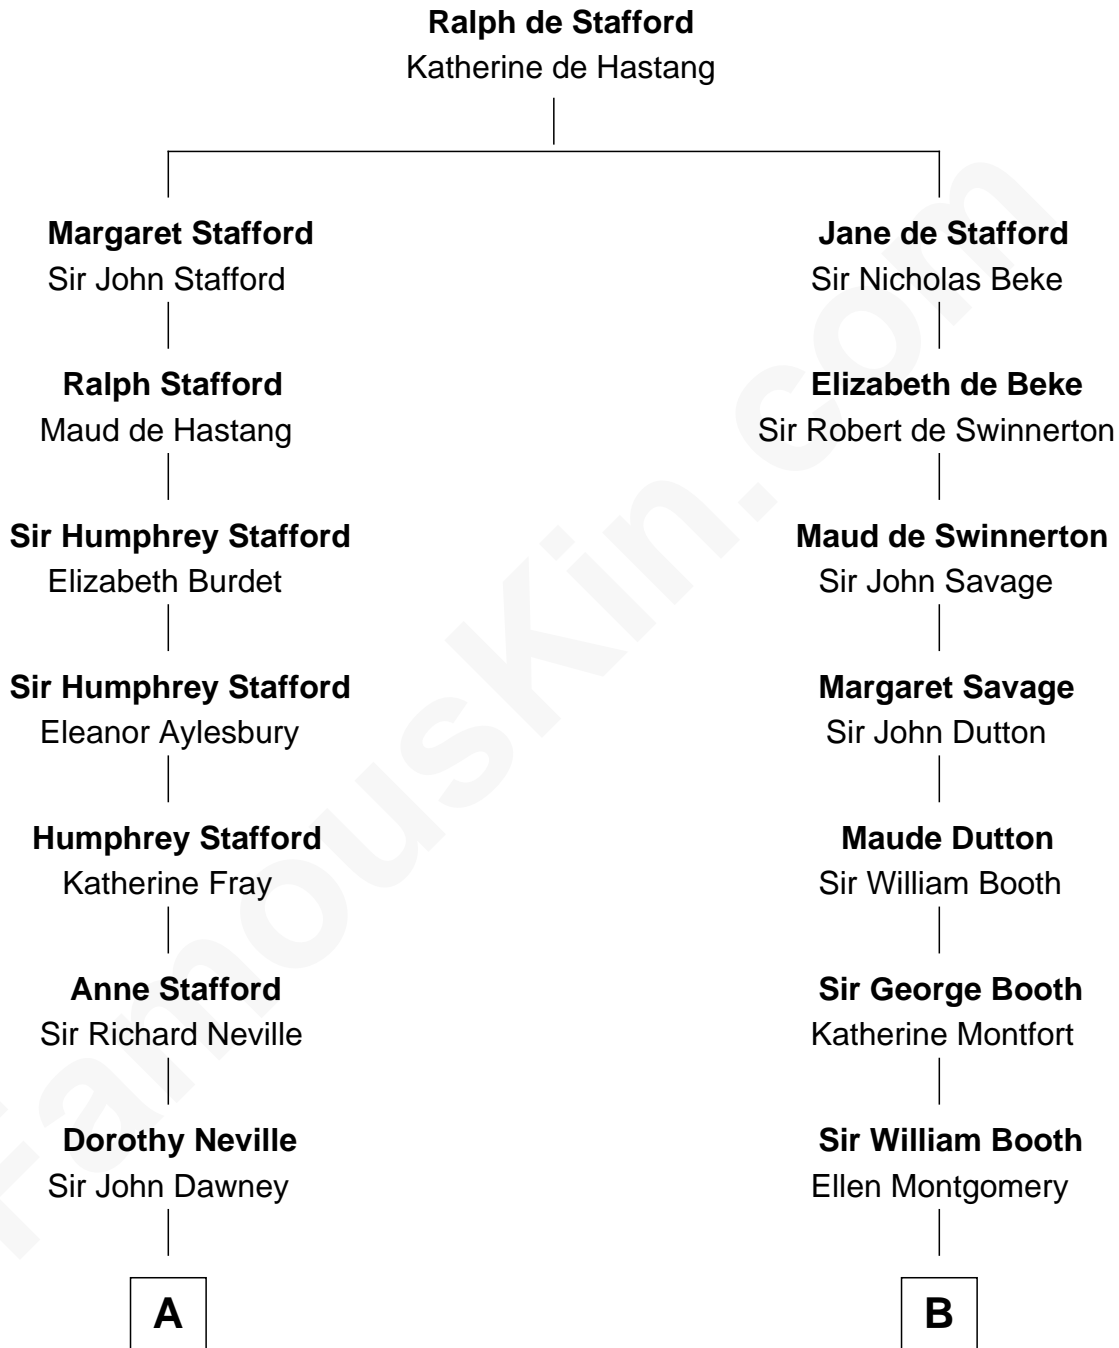 Ralph de Stafford
Katherine de Hastang
Margaret Stafford
Sir John Stafford
Jane de Stafford
Sir Nicholas Beke
Ralph Stafford
Maud de Hastang
Elizabeth de Beke
Sir Robert de Swinnerton
Sir Humphrey Stafford
Elizabeth Burdet
Maud de Swinnerton
Sir John Savage
Sir Humphrey Stafford
Eleanor Aylesbury
Margaret Savage
Sir John Dutton
Humphrey Stafford
Katherine Fray
Maude Dutton
Sir William Booth
Anne Stafford
Sir Richard Neville
Sir George Booth
Katherine Montfort
Dorothy Neville
Sir John Dawney
Sir William Booth
Ellen Montgomery
A
B
FamousKin.com